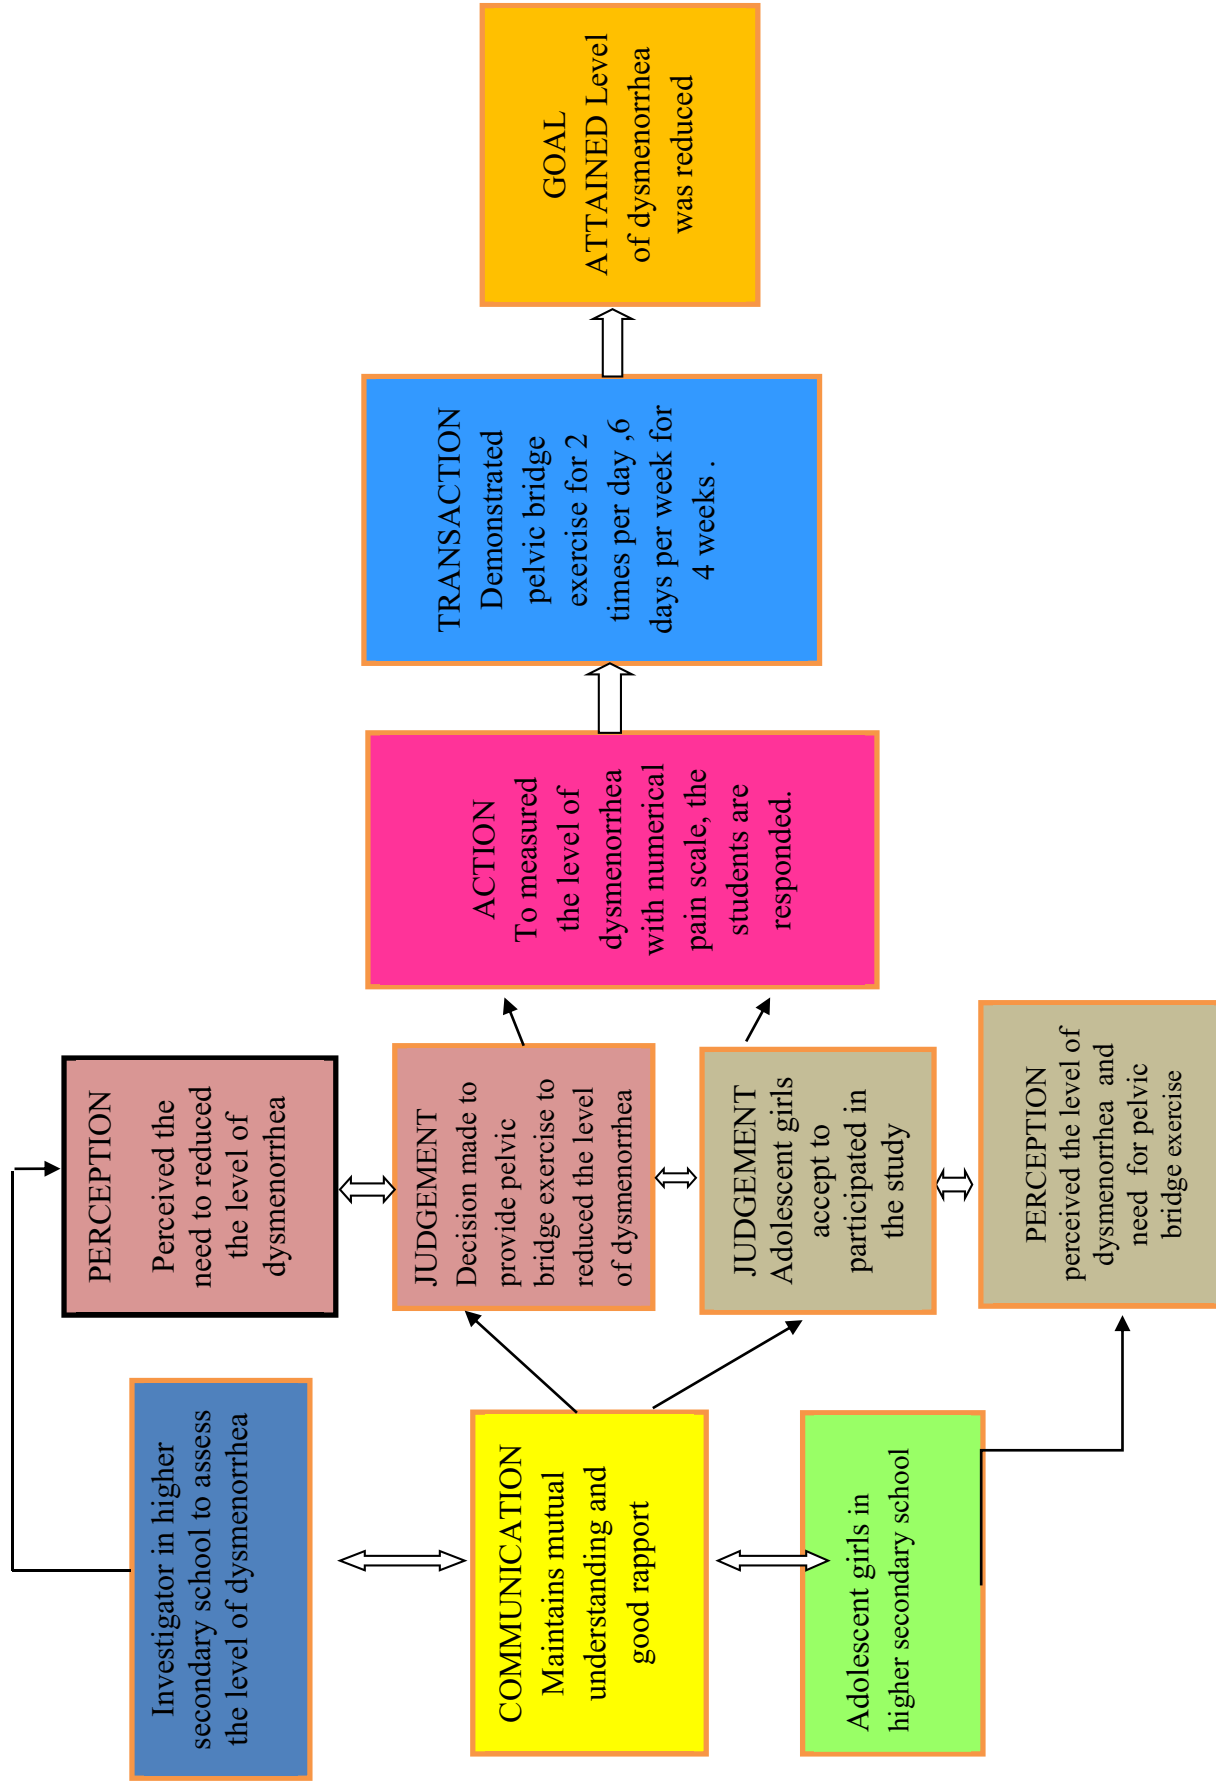 Investigator in higher
secondary school to assess
the level of dysmenorrhea
COMMUNICATION
Maintains mutual
understanding and
good rapport
Adolescent girls in
higher secondary school
PERCEPTION
Perceived the
need to reduced
the level of
dysmenorrhea
JUDGEMENT
Decision made to
provide pelvic
bridge exercise to
reduced the level
of dysmenorrhea
JUDGEMENT
Adolescent girls
accept to
participated in
the study
PERCEPTION
perceived the level of
dysmenorrhea and
need for pelvic
bridge exercise
ACTION
To measured
the level of
dysmenorrhea
with numerical
pain scale, the
students are
responded.
TRANSACTION
Demonstrated
pelvic bridge
exercise for 2
times per day ,6
days per week for
4 weeks .
GOAL
ATTAINED Level
of dysmenorrhea
was reduced